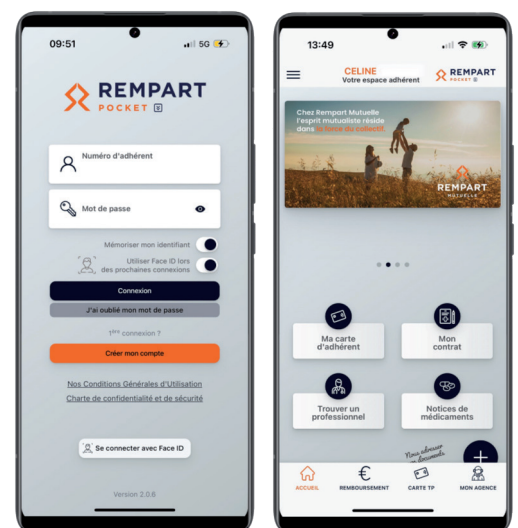 09:51
5G
REMPART
POCKET
Numéro d'adhérent
Mot de passe
Mémoriser mon identifiant
Utiliser Face ID lors
des prochaines connexions
Connexion
J'ai oublié mon mot de passe
1ère connexion ?
Créer mon compte
Nos Conditions Générales d'Utilisation
Charte de confidentialité et de sécurité
Se connecter avec Face ID
Version 2.0.6
13:49
CELINE
Votre espace adhérent
REMPART
POCKET
Chez Rempart Mutuelle
l'esprit mutualiste réside
dans la force du collectif.
REMPART
MUTUELLE
Ma carte
d'adhérent
Mon
contrat
Trouver un
professionnel
Notices de
médicaments
Nous adresser
des documents
ACCUEIL
REMBOURSEMENT
CARTE TP
MON AGENCE